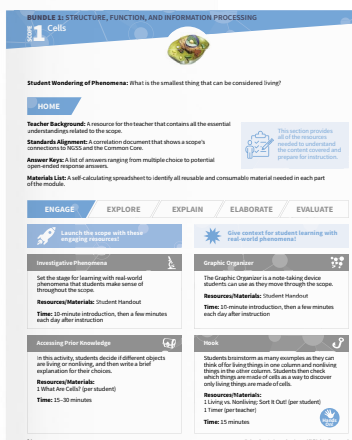 BUNDLE 1: STRUCTURE, FUNCTION, AND INFORMATION PROCESSING
SCOPE 1 Cells
Student Wondering of Phenomena: What is the smallest thing that can be considered living?
HOME
Teacher Background: A resource for the teacher that contains all the essential
understandings related to the scope.
Standards Alignment: A correlation document that shows a scope's
connections to NGSS and the Common Core.
Answer Keys: A list of answers ranging from multiple choice to potential
open-ended response answers.
Materials List: A self-calculating spreadsheet to identify all reusable and consumable material needed in each part
of the module.
This section provides
all of the resources
needed to understand
the content covered and
prepare for instruction.
ENGAGE EXPLORE EXPLAIN ELABORATE EVALUATE
Launch the scope with these
engaging resources!
Give context for student learning with
real-world phenomena!
Investigative Phenomena
Set the stage for learning with real-world
phenomena that students make sense of
throughout the scope.
Resources/Materials: Student Handout
Time: 10-minute introduction, then a few minutes
each day after instruction
Graphic Organizer
The Graphic Organizer is a note-taking device
students can use as they move through the scope.
Resources/Materials: Student Handout
Time: 10-minute introduction, then a few minutes
each day after instruction
Accessing Prior Knowledge
In this activity, students decide if different objects
are living or nonliving, and then write a brief
explanation for their choices.
Resources/Materials:
1 What Are Cells? (per student)
Time: 15–30 minutes
Hook
Students brainstorm as many examples as they can
think of for living things in one column and nonliving
things in the other column. Students then check
which things are made of cells as a way to discover
only living things are made of cells.
Resources/Materials:
1 Living vs. Nonliving: Sort It Out! (per student)
1 Timer (per teacher)
Time: 15 minutes
Hands
On!